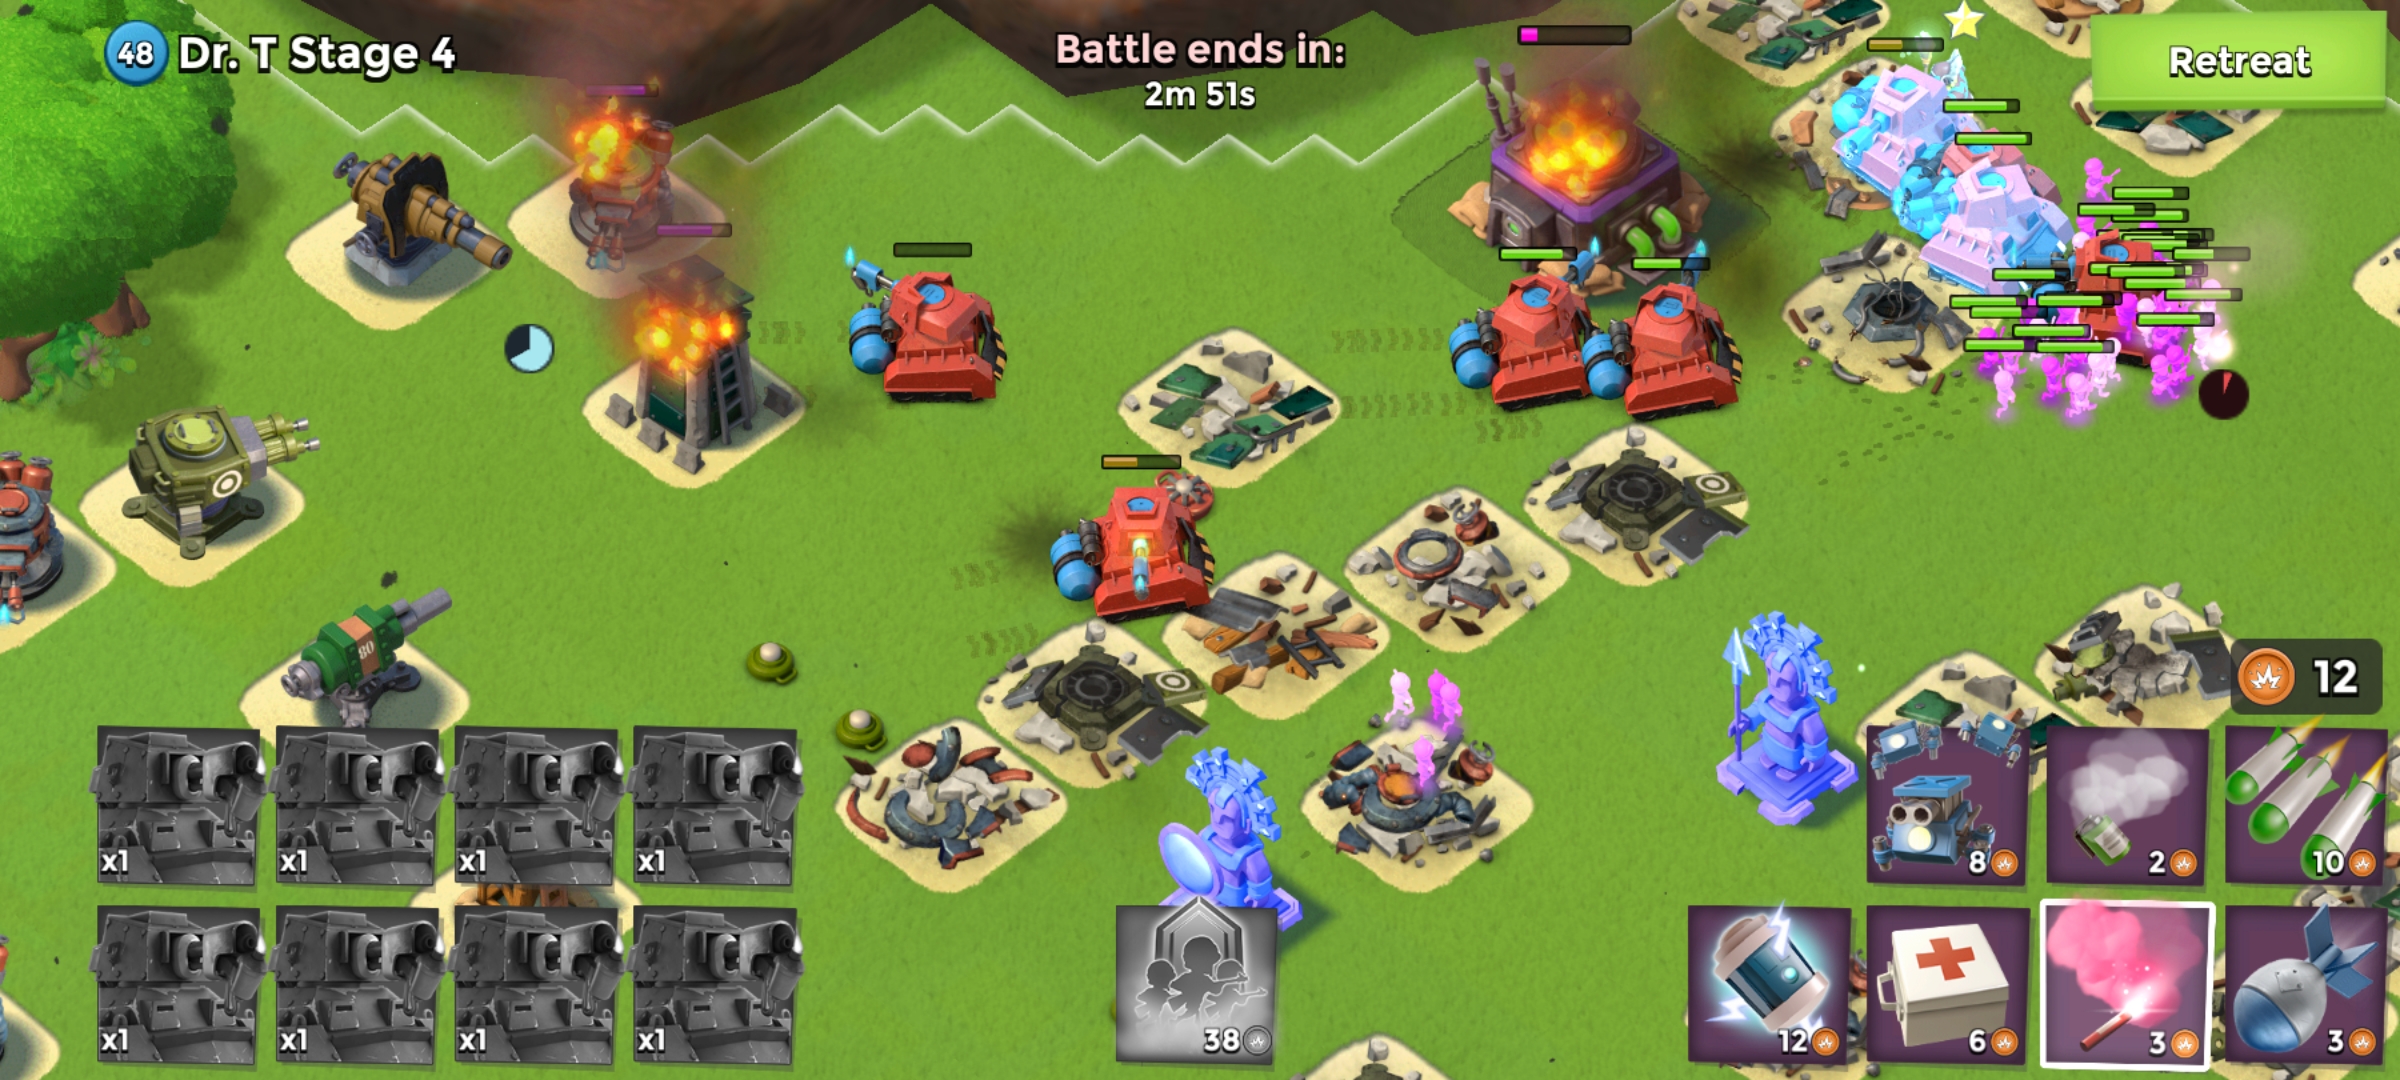 48 Dr. T Stage 4
Battle ends in:
2m 51s
Retreat
80
12
x1 x1 x1 x1
8 2 10
x1 x1 x1 x1
38
12 6 3 3